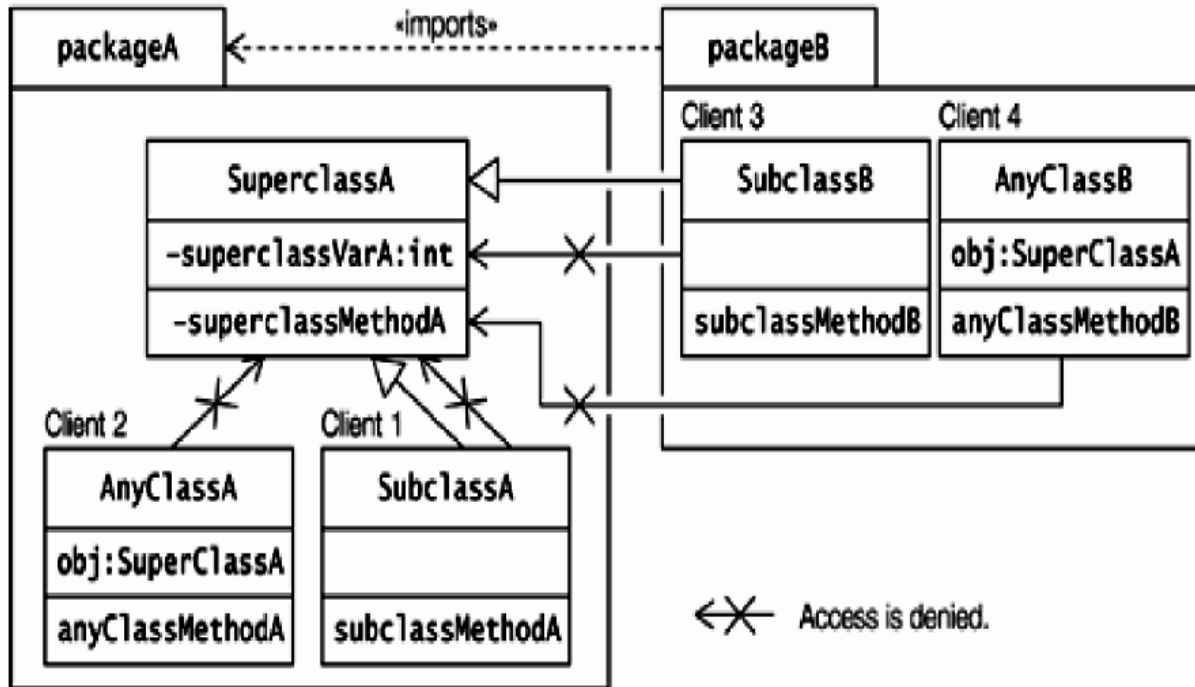 packageA
«imports»
packageB
Client 3
Client 4
SuperclassA
SubclassB
AnyClassB
-superclassVarA:int
obj:SuperClassA
-superclassMethodA
subclassMethodB
anyClassMethodB
Client 2
Client 1
AnyClassA
SubclassA
obj:SuperClassA
anyClassMethodA
subclassMethodA
Access is denied.